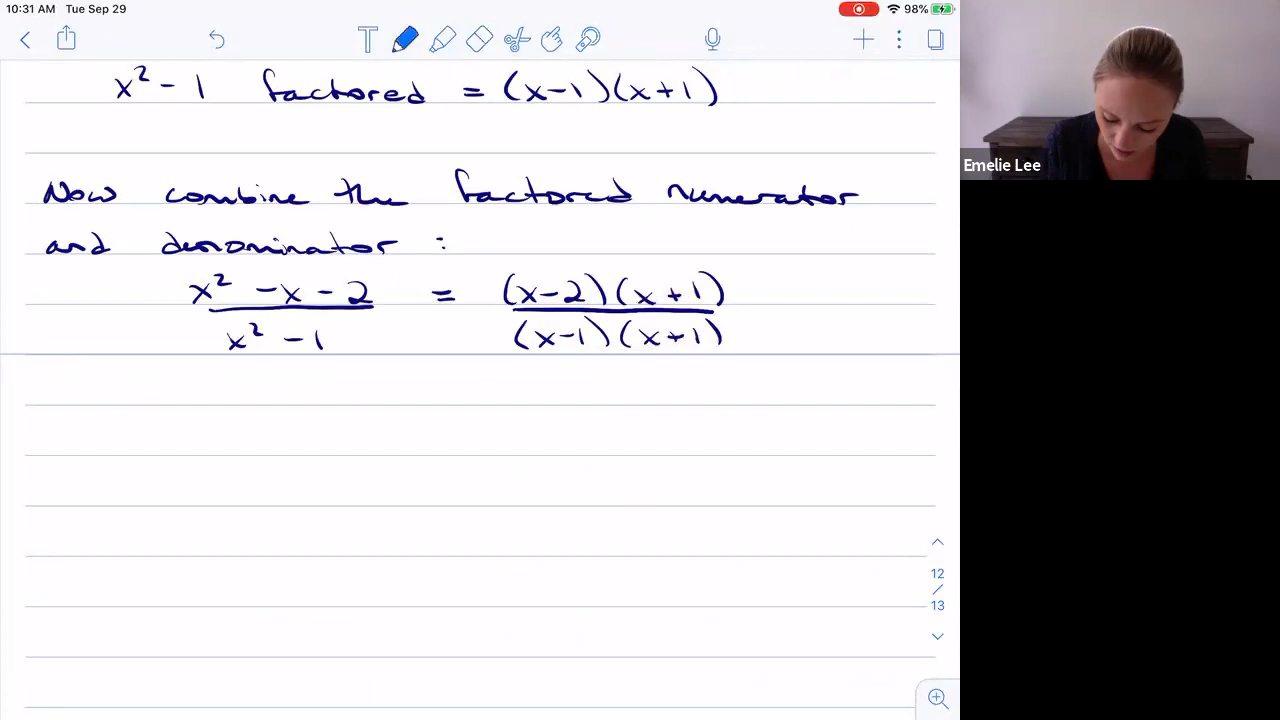 10:31 AM Tue Sep 29
98%
x² - 1 factored = (x-1)(x+1)
Now combine the factored numerator
and denominator :
x² - x - 2 = (x-2)(x+1)
x² - 1 (x-1)(x+1)
Emelie Lee
12
/
13